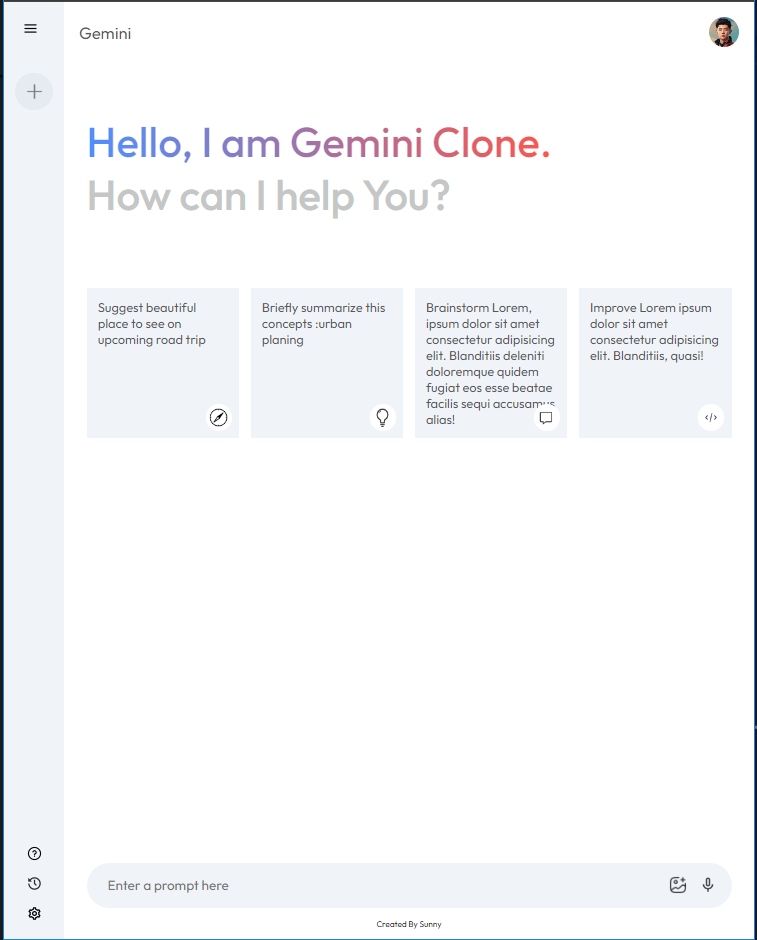 Gemini
Hello, I am Gemini Clone.
How can I help You?
Suggest beautiful
place to see on
upcoming road trip
Briefly summarize this
concepts :urban
planing
Brainstorm Lorem,
ipsum dolor sit amet
consectetur adipisicing
elit. Blanditiis deleniti
doloremque quidem
fugiat eos esse beatae
facilis sequi accusamus
alias!
Improve Lorem ipsum
dolor sit amet
consectetur adipisicing
elit. Blanditiis, quasi!
Enter a prompt here
Created By Sunny